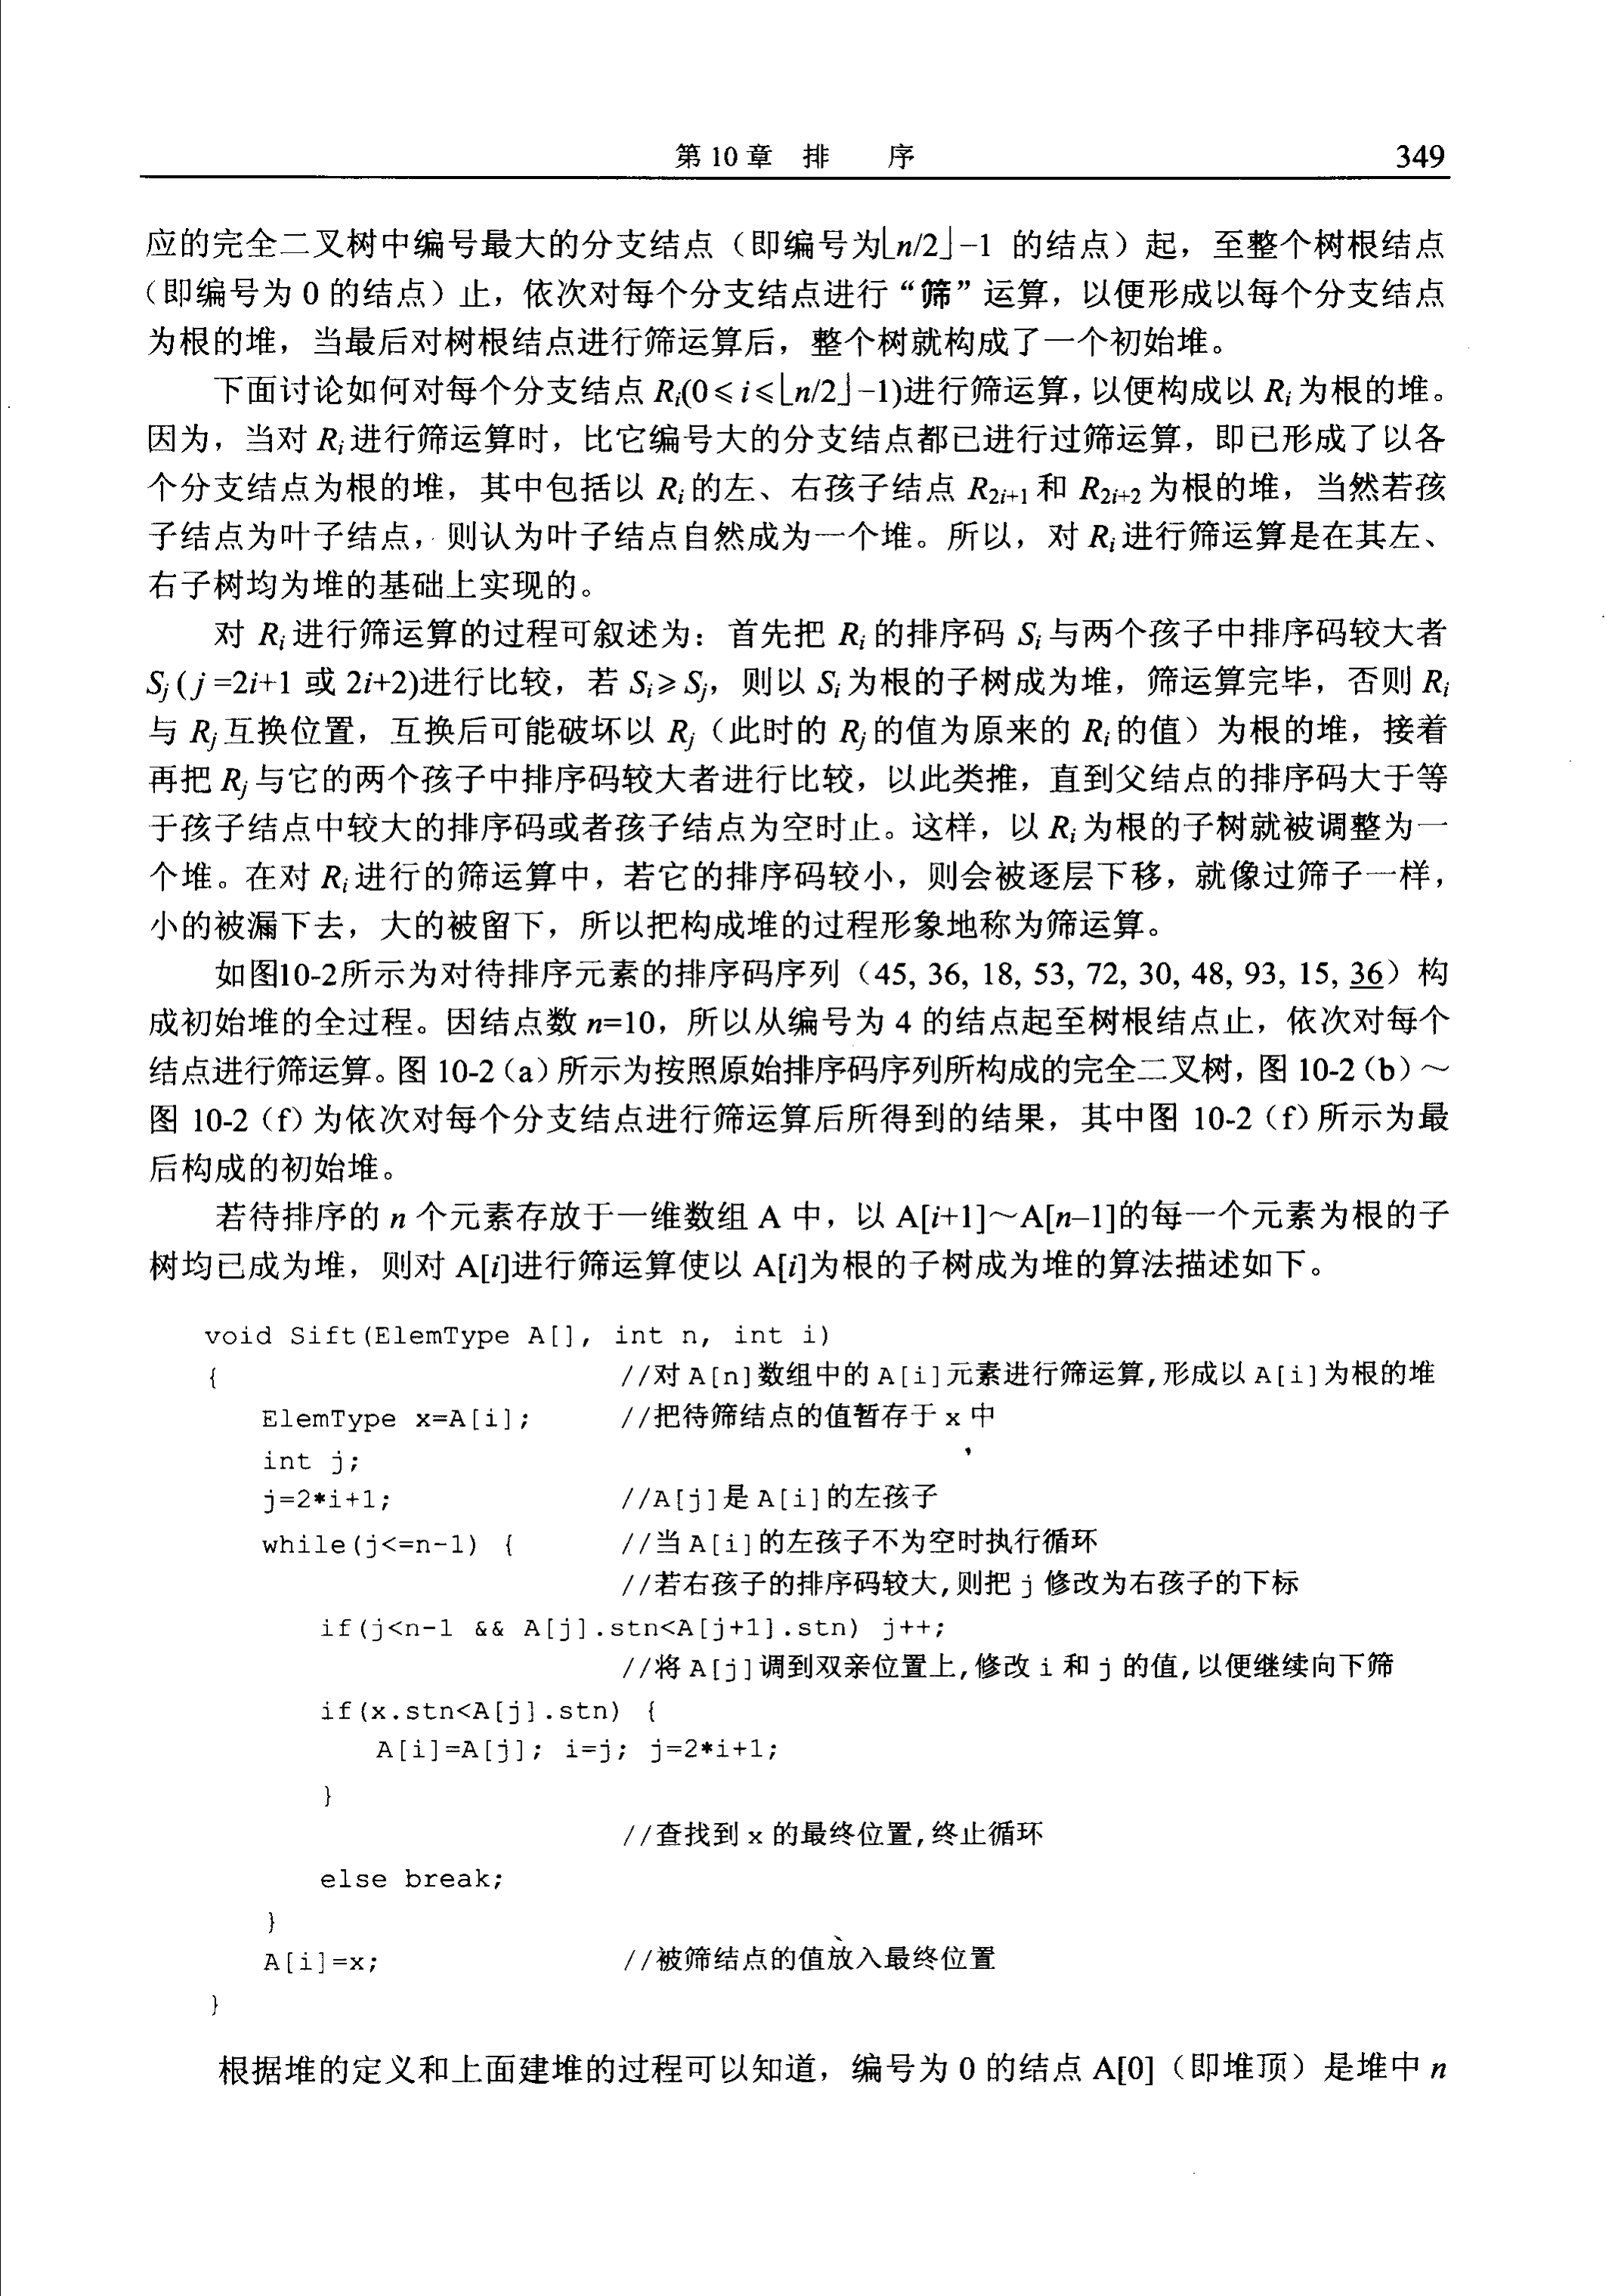 第 10 章 排 序 349
应的完全二叉树中编号最大的分支结点（即编号为⌊n/2⌋−1 的结点）起，至整个树根结点
（即编号为 0 的结点）止，依次对每个分支结点进行“筛”运算，以便形成以每个分支结点
为根的堆，当最后对树根结点进行筛运算后，整个树就构成了一个初始堆。
下面讨论如何对每个分支结点 Ri(0≤i≤⌊n/2⌋−1)进行筛运算，以便构成以 Ri 为根的堆。
因为，当对 Ri 进行筛运算时，比它编号大的分支结点都已进行过筛运算，即已形成了以各
个分支结点为根的堆，其中包括以 Ri 的左、右孩子结点 R2i+1 和 R2i+2 为根的堆，当然若孩
子结点为叶子结点，则认为叶子结点自然成为一个堆。所以，对 Ri 进行筛运算是在其左、
右子树均为堆的基础上实现的。
对 Ri 进行筛运算的过程可叙述为：首先把 Ri 的排序码 Si 与两个孩子中排序码较大者
Sj (j =2i+1 或 2i+2)进行比较，若 Si≥Sj，则以 Si 为根的子树成为堆，筛运算完毕，否则 Ri
与 Rj 互换位置，互换后可能破坏以 Rj（此时的 Rj 的值为原来的 Ri 的值）为根的堆，接着
再把 Rj 与它的两个孩子中排序码较大者进行比较，以此类推，直到父结点的排序码大于等
于孩子结点中较大的排序码或者孩子结点为空时止。这样，以 Ri 为根的子树就被调整为一
个堆。在对 Ri 进行的筛运算中，若它的排序码较小，则会被逐层下移，就像过筛子一样，
小的被漏下去，大的被留下，所以把构成堆的过程形象地称为筛运算。
如图10-2所示为对待排序元素的排序码序列（45, 36, 18, 53, 72, 30, 48, 93, 15, 36）构
成初始堆的全过程。因结点数 n=10，所以从编号为 4 的结点起至树根结点止，依次对每个
结点进行筛运算。图 10-2（a）所示为按照原始排序码序列所构成的完全二叉树，图 10-2（b）～
图 10-2（f）为依次对每个分支结点进行筛运算后所得到的结果，其中图 10-2（f）所示为最
后构成的初始堆。
若待排序的 n 个元素存放于一维数组 A 中，以 A[i+1]～A[n−1]的每一个元素为根的子
树均已成为堆，则对 A[i]进行筛运算使以 A[i]为根的子树成为堆的算法描述如下。
void Sift(ElemType A[], int n, int i)
{ //对 A[n]数组中的 A[i]元素进行筛运算,形成以 A[i]为根的堆
ElemType x=A[i]; //把待筛结点的值暂存于 x 中
int j;
j=2*i+1; //A[j]是 A[i]的左孩子
while(j<=n-1) { //当 A[i]的左孩子不为空时执行循环
//若右孩子的排序码较大,则把 j 修改为右孩子的下标
if(j<n-1 && A[j].stn<A[j+1].stn) j++;
//将 A[j]调到双亲位置上,修改 i 和 j 的值,以便继续向下筛
if(x.stn<A[j].stn) {
A[i]=A[j]; i=j; j=2*i+1;
}
//查找到 x 的最终位置,终止循环
else break;
}
A[i]=x; //被筛结点的值放入最终位置
}
根据堆的定义和上面建堆的过程可以知道，编号为 0 的结点 A[0]（即堆顶）是堆中 n